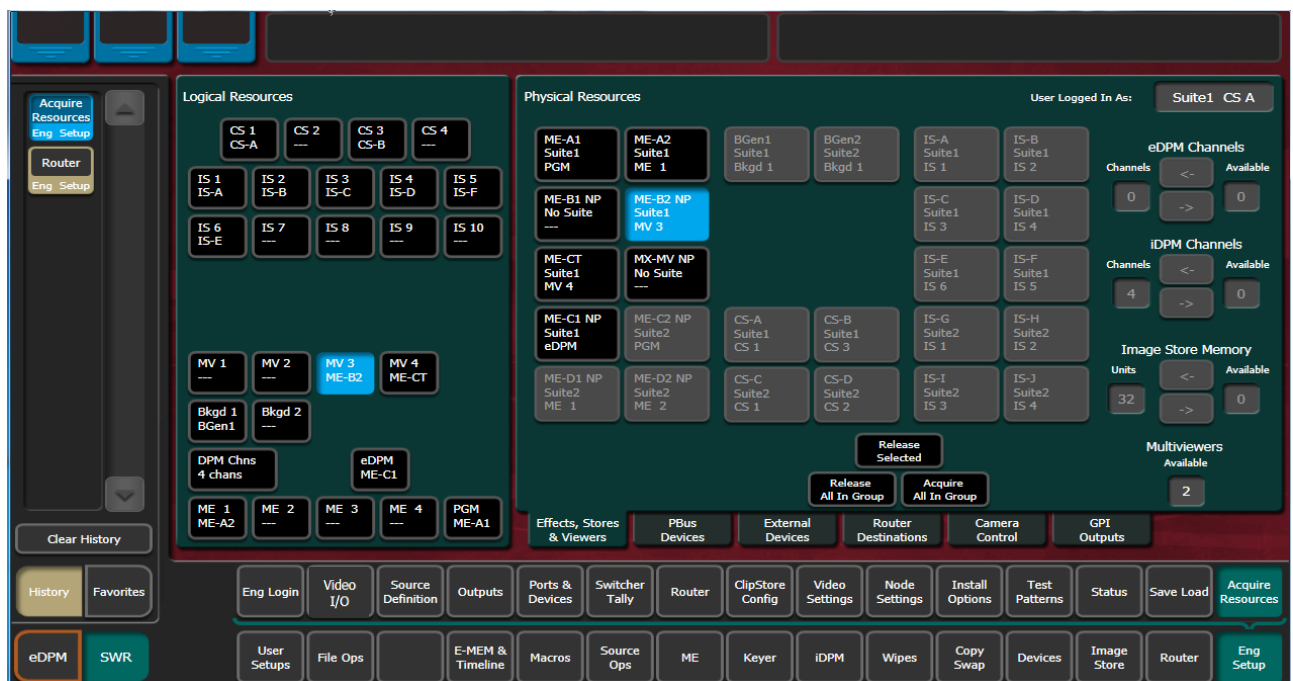 Acquire
Resources
Eng Setup
Router
Eng Setup
Clear History
History
Favorites
eDPM
SWR
Logical Resources
CS 1
CS-A
CS 2
---
CS 3
CS-B
CS 4
---
IS 1
IS-A
IS 2
IS-B
IS 3
IS-C
IS 4
IS-D
IS 5
IS-F
IS 6
IS-E
IS 7
---
IS 8
---
IS 9
---
IS 10
---
MV 1
---
MV 2
---
MV 3
ME-B2
MV 4
ME-CT
Bkgd 1
BGen1
Bkgd 2
---
DPM Chns
4 chans
eDPM
ME-C1
ME 1
ME-A2
ME 2
---
ME 3
---
ME 4
---
PGM
ME-A1
Physical Resources
User Logged In As:
Suite1 CS A
ME-A1
Suite1
PGM
ME-A2
Suite1
ME 1
BGen1
Suite1
Bkgd 1
BGen2
Suite2
Bkgd 1
IS-A
Suite1
IS 1
IS-B
Suite1
IS 2
ME-B1 NP
No Suite
---
ME-B2 NP
Suite1
MV 3
IS-C
Suite1
IS 3
IS-D
Suite1
IS 4
ME-CT
Suite1
MV 4
MX-MV NP
No Suite
---
IS-E
Suite1
IS 6
IS-F
Suite1
IS 5
ME-C1 NP
Suite1
eDPM
ME-C2 NP
Suite2
PGM
CS-A
Suite1
CS 1
CS-B
Suite1
CS 3
IS-G
Suite2
IS 1
IS-H
Suite2
IS 2
ME-D1 NP
Suite2
ME 1
ME-D2 NP
Suite2
ME 2
CS-C
Suite2
CS 1
CS-D
Suite2
CS 2
IS-I
Suite2
IS 3
IS-J
Suite2
IS 4
Release
Selected
Release
All In Group
Acquire
All In Group
eDPM Channels
Channels
<-
Available
0
->
0
iDPM Channels
Channels
<-
Available
4
->
0
Image Store Memory
Units
<-
Available
32
->
0
Multiviewers
Available
2
Effects, Stores
& Viewers
PBus
Devices
External
Devices
Router
Destinations
Camera
Control
GPI
Outputs
Eng Login
Video
I/O
Source
Definition
Outputs
Ports &
Devices
Switcher
Tally
Router
ClipStore
Config
Video
Settings
Node
Settings
Install
Options
Test
Patterns
Status
Save Load
Acquire
Resources
User
Setups
File Ops
E-MEM &
Timeline
Macros
Source
Ops
ME
Keyer
iDPM
Wipes
Copy
Swap
Devices
Image
Store
Router
Eng
Setup